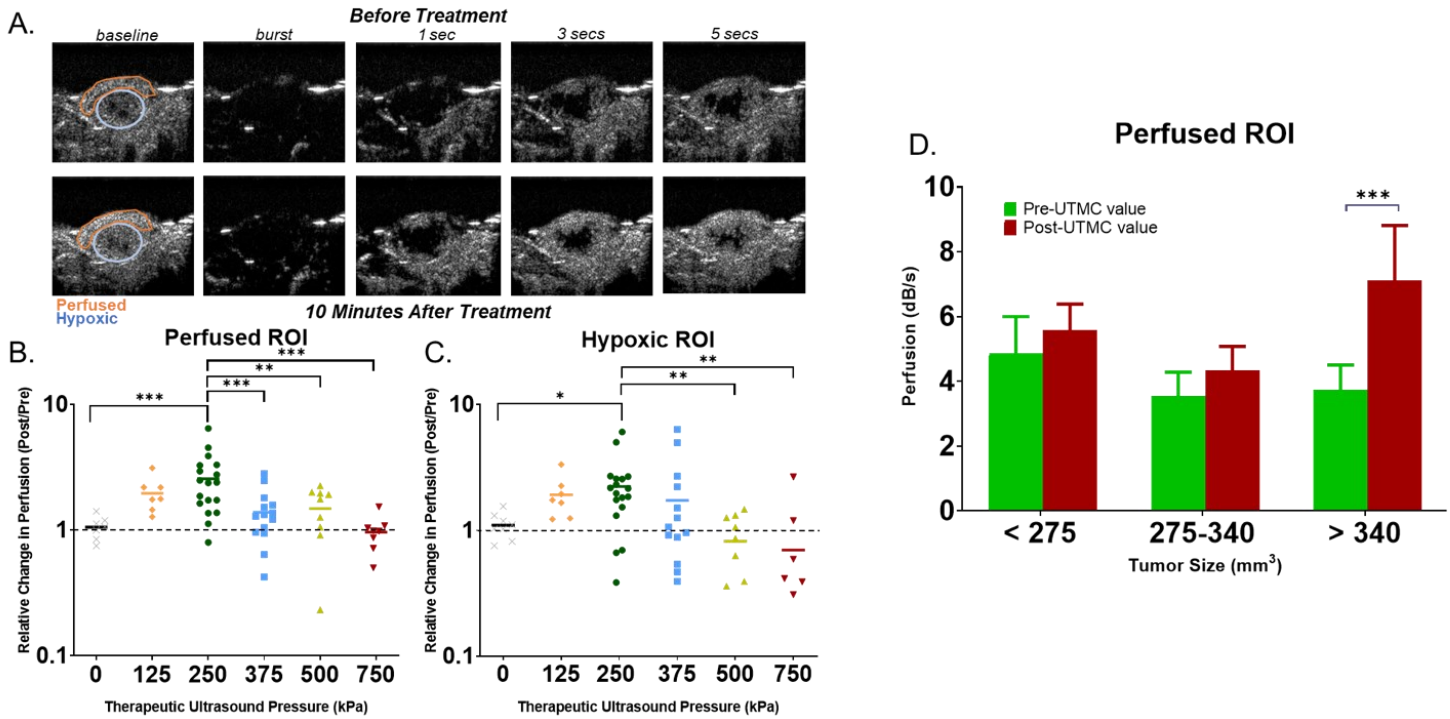 A.
Before Treatment
baseline burst 1 sec 3 secs 5 secs
Perfused
Hypoxic
10 Minutes After Treatment
B.
Perfused ROI
***
**
***
***
Relative Change in Perfusion (Post/Pre)
10
1
0.1
0 125 250 375 500 750
Therapeutic Ultrasound Pressure (kPa)
C.
Hypoxic ROI
**
**
*
Relative Change in Perfusion (Post/Pre)
10
1
0.1
0 125 250 375 500 750
Therapeutic Ultrasound Pressure (kPa)
D.
Perfused ROI
***
Pre-UTMC value
Post-UTMC value
Perfusion (dB/s)
10
8
6
4
2
0
< 275 275-340 > 340
Tumor Size (mm³)